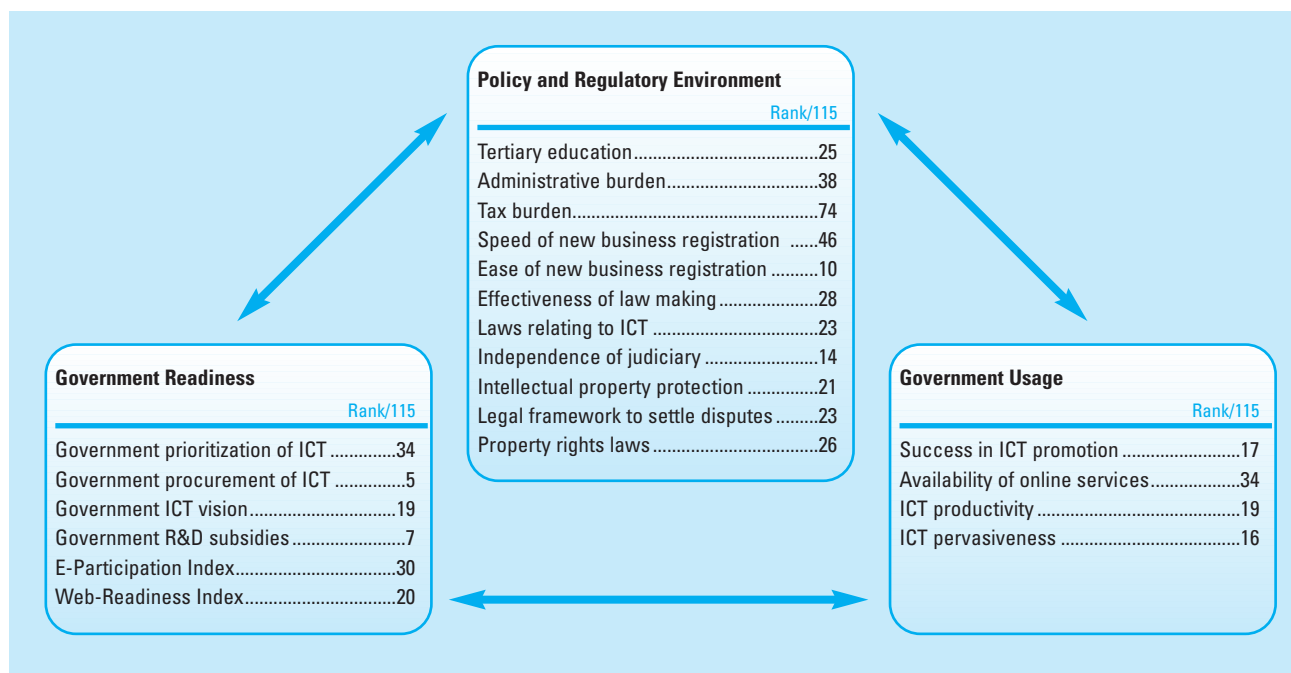 Policy and Regulatory Environment
Rank/115
Tertiary education.....................................25
Administrative burden...............................38
Tax burden..................................................74
Speed of new business registration ......46
Ease of new business registration ..........10
Effectiveness of law making....................28
Laws relating to ICT ..................................23
Independence of judiciary .......................14
Intellectual property protection ..............21
Legal framework to settle disputes.........23
Property rights laws..................................26
Government Readiness
Rank/115
Government prioritization of ICT .............34
Government procurement of ICT ..............5
Government ICT vision..............................19
Government R&D subsidies.......................7
E-Participation Index.................................30
Web-Readiness Index...............................20
Government Usage
Rank/115
Success in ICT promotion ........................17
Availability of online services..................34
ICT productivity .........................................19
ICT pervasiveness ....................................16